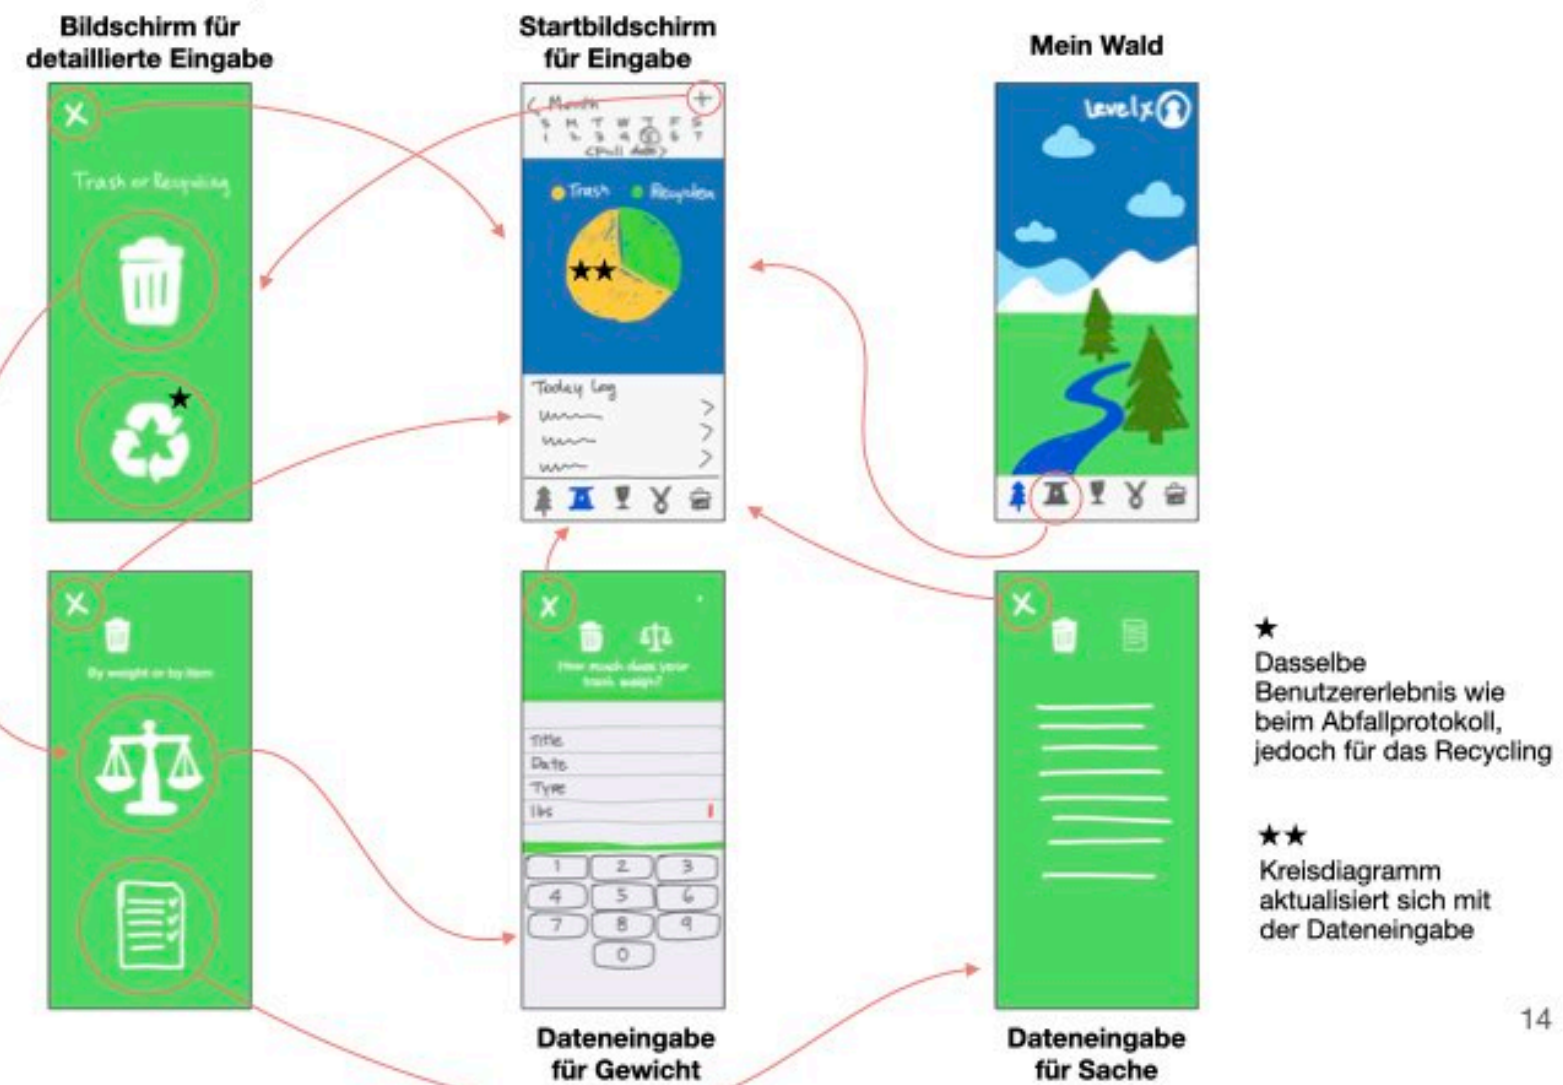 Bildschirm für
detaillierte Eingabe
Startbildschirm
für Eingabe
Mein Wald
X
Trash or Recycling
< Month +
S M T W T F S
1 2 3 4 5 6 7
<Pull down>
Trash Recycled
★★
Today Log
>
>
>
Level x
★
X
By weight or by item
X
How much does your
trash weigh?
Title
Date
Type
lbs
1 2 3
4 5 6
7 8 9
0
Dateneingabe
für Gewicht
X
Dateneingabe
für Sache
★
Dasselbe
Benutzererlebnis wie
beim Abfallprotokoll,
jedoch für das Recycling
★★
Kreisdiagramm
aktualisiert sich mit
der Dateneingabe
14